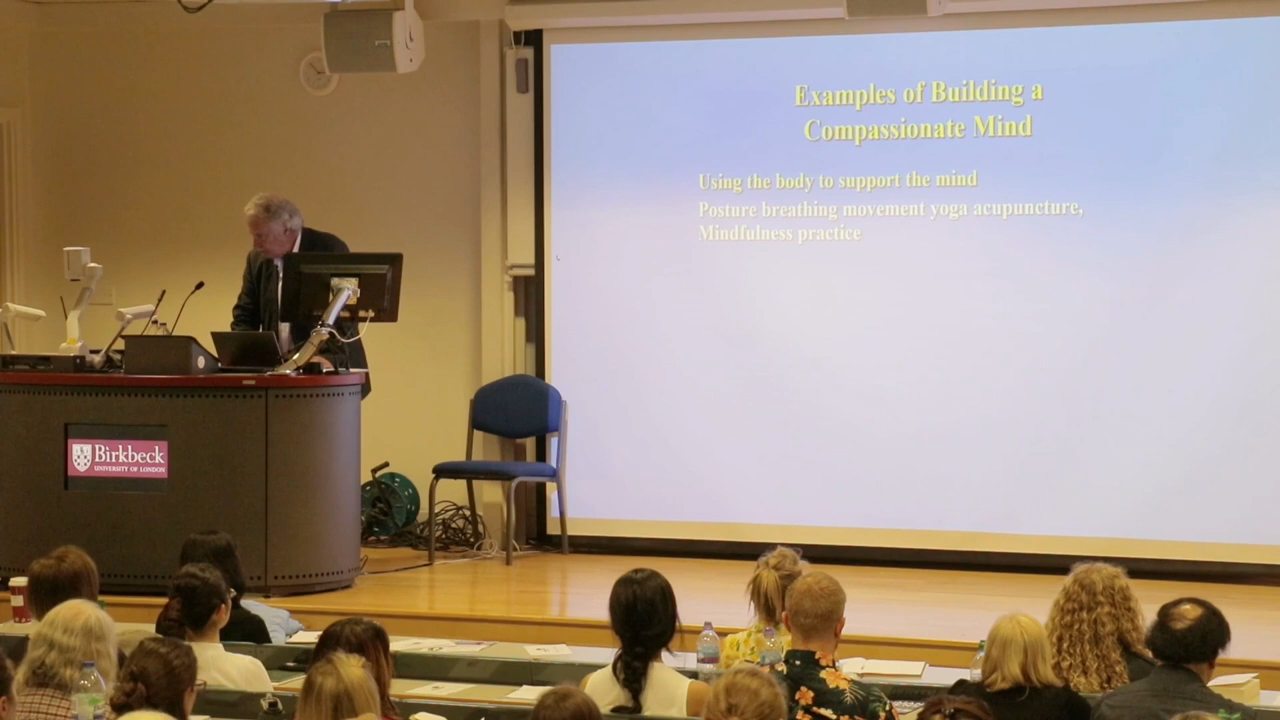 Examples of Building a
Compassionate Mind
Using the body to support the mind
Posture breathing movement yoga acupuncture,
Mindfulness practice
Birkbeck
UNIVERSITY OF LONDON